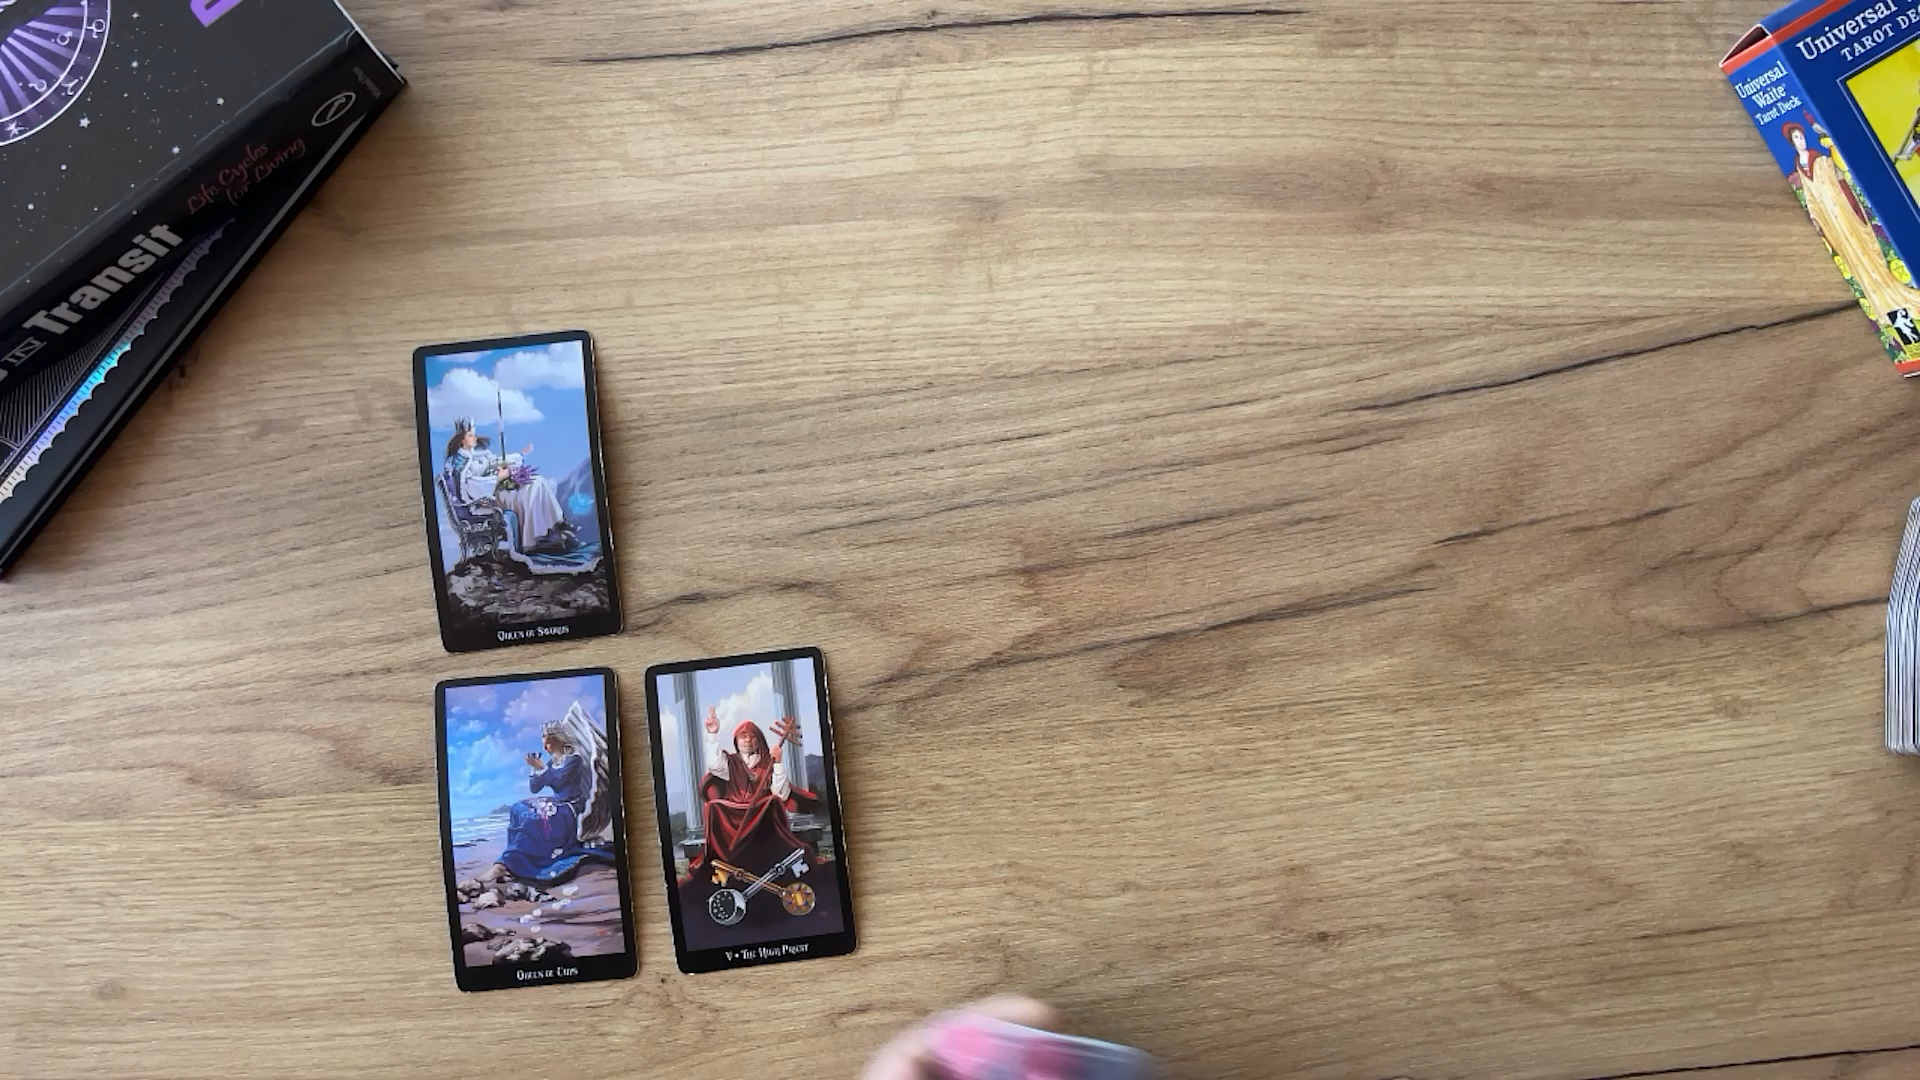 Life Cycles
for Living
IN Transit
Universal
TAROT
Universal
Waite
Tarot Deck
QUEEN OF SWORDS
QUEEN OF CUPS
V • THE HIGH PRIEST